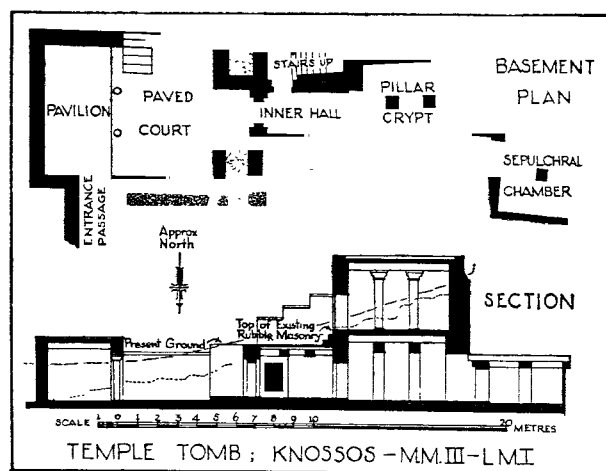 STAIRS UP
BASEMENT
PLAN
PAVILION
PAVED
COURT
INNER HALL
PILLAR
CRYPT
SEPULCHRAL
CHAMBER
ENTRANCE
PASSAGE
Approx
North
SECTION
Top of Existing
Rubble Masonry
Present Ground
SCALE 1 0 1 2 3 4 5 6 7 8 9 10 20 METRES
TEMPLE TOMB; KNOSSOS - M.M.III - L.M.I